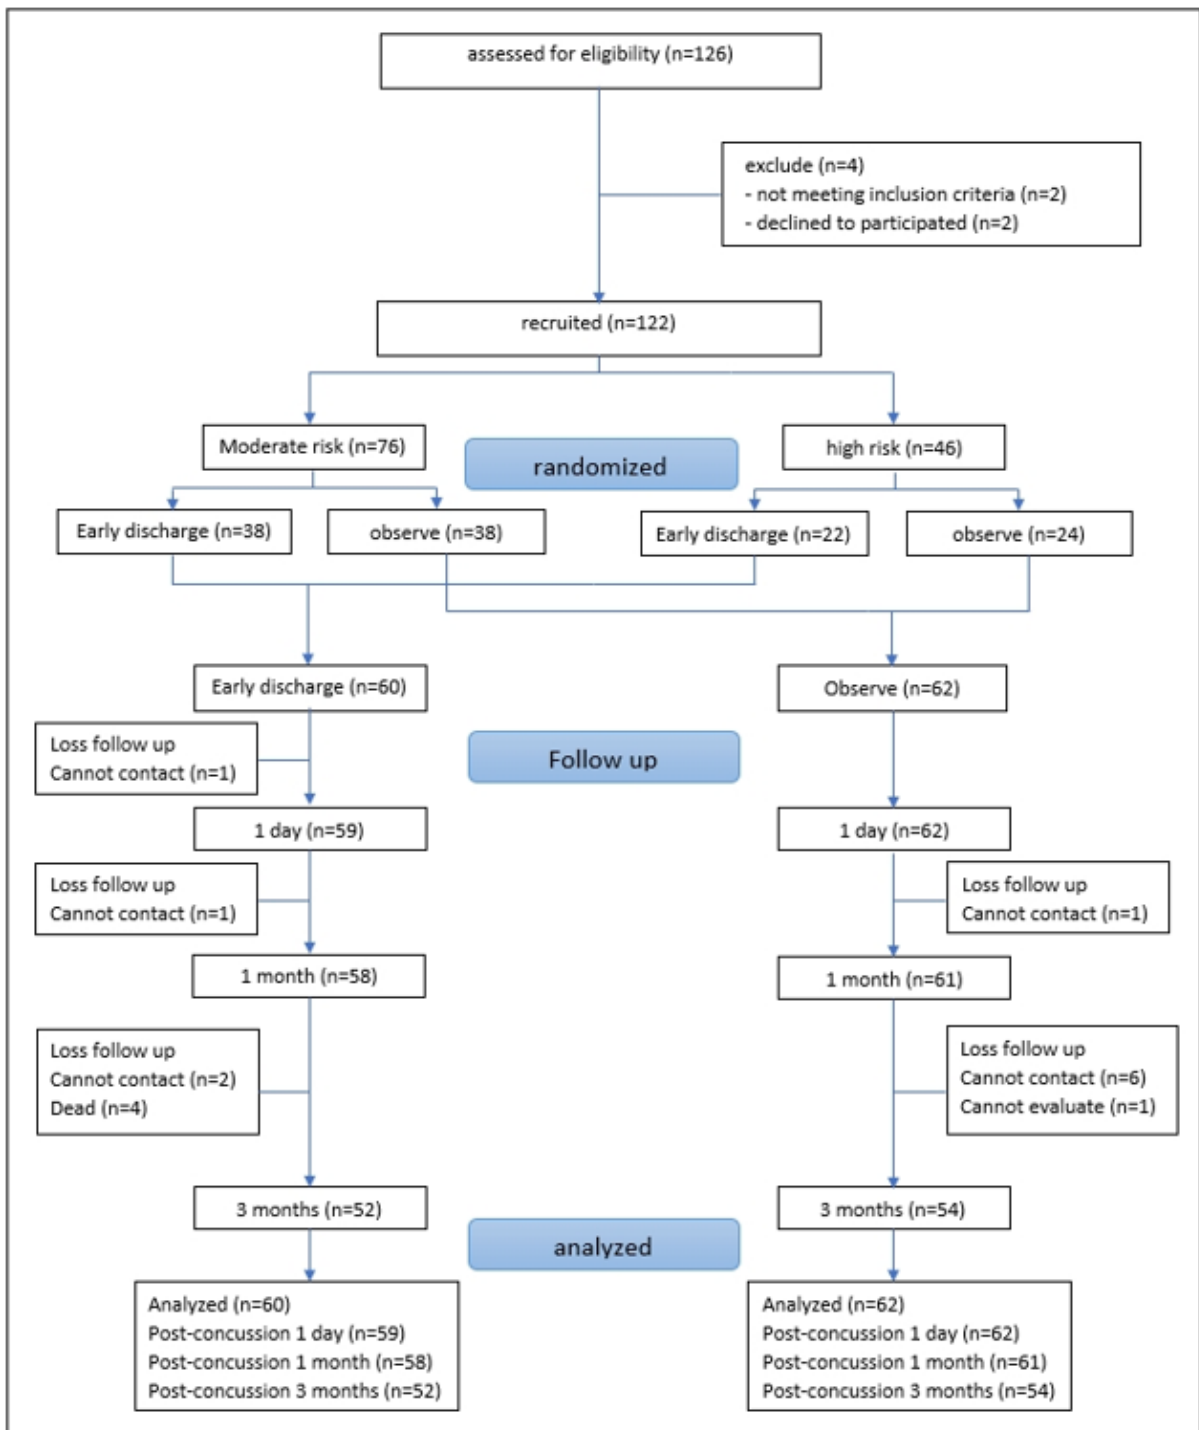 assessed for eligibility (n=126)
exclude (n=4)
- not meeting inclusion criteria (n=2)
- declined to participated (n=2)
recruited (n=122)
Moderate risk (n=76)
high risk (n=46)
randomized
Early discharge (n=38)
observe (n=38)
Early discharge (n=22)
observe (n=24)
Early discharge (n=60)
Observe (n=62)
Loss follow up
Cannot contact (n=1)
Follow up
1 day (n=59)
1 day (n=62)
Loss follow up
Cannot contact (n=1)
Loss follow up
Cannot contact (n=1)
1 month (n=58)
1 month (n=61)
Loss follow up
Cannot contact (n=2)
Dead (n=4)
Loss follow up
Cannot contact (n=6)
Cannot evaluate (n=1)
3 months (n=52)
3 months (n=54)
analyzed
Analyzed (n=60)
Post-concussion 1 day (n=59)
Post-concussion 1 month (n=58)
Post-concussion 3 months (n=52)
Analyzed (n=62)
Post-concussion 1 day (n=62)
Post-concussion 1 month (n=61)
Post-concussion 3 months (n=54)